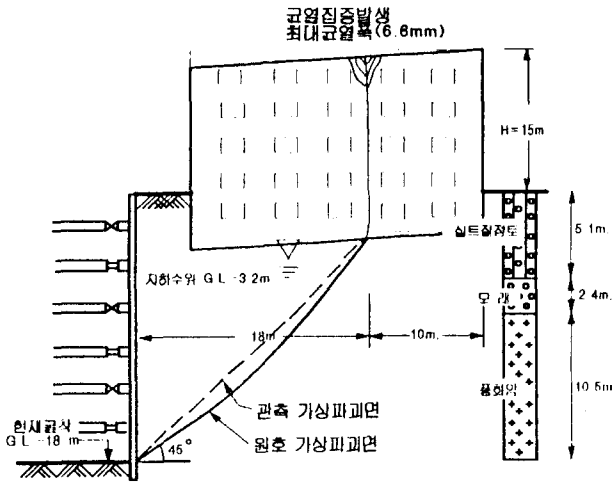 균열집중발생
최대균열폭(6.6mm)
H=15m
실트질점토
5.1m
지하수위 G L -3.2m
모래
2.4m.
18m
10m.
풍화암
10.5m
관측 가상파괴면
원호 가상파괴면
현재굴착
G L -18 m
45°